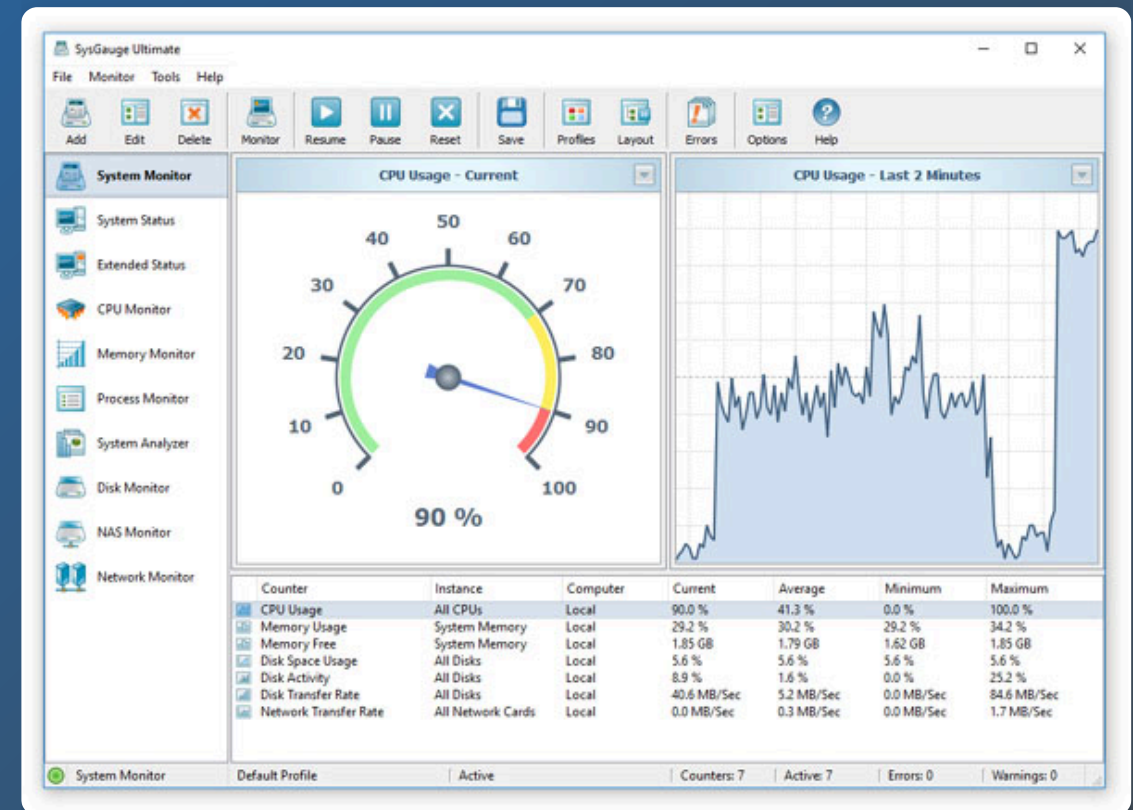 SysGauge Ultimate
File Monitor Tools Help
Add Edit Delete Monitor Resume Pause Reset Save Profiles Layout Errors Options Help
System Monitor
System Status
Extended Status
CPU Monitor
Memory Monitor
Process Monitor
System Analyzer
Disk Monitor
NAS Monitor
Network Monitor
CPU Usage - Current
0
10
20
30
40
50
60
70
80
90
100
90 %
CPU Usage - Last 2 Minutes
Counter Instance Computer Current Average Minimum Maximum
CPU Usage All CPUs Local 90.0 % 41.3 % 0.0 % 100.0 %
Memory Usage System Memory Local 29.2 % 30.2 % 29.2 % 34.2 %
Memory Free System Memory Local 1.85 GB 1.79 GB 1.62 GB 1.85 GB
Disk Space Usage All Disks Local 5.6 % 5.6 % 5.6 % 5.6 %
Disk Activity All Disks Local 8.9 % 1.6 % 0.0 % 25.2 %
Disk Transfer Rate All Disks Local 40.6 MB/Sec 5.2 MB/Sec 0.0 MB/Sec 84.6 MB/Sec
Network Transfer Rate All Network Cards Local 0.0 MB/Sec 0.3 MB/Sec 0.0 MB/Sec 1.7 MB/Sec
System Monitor Default Profile Active Counters: 7 Active: 7 Errors: 0 Warnings: 0